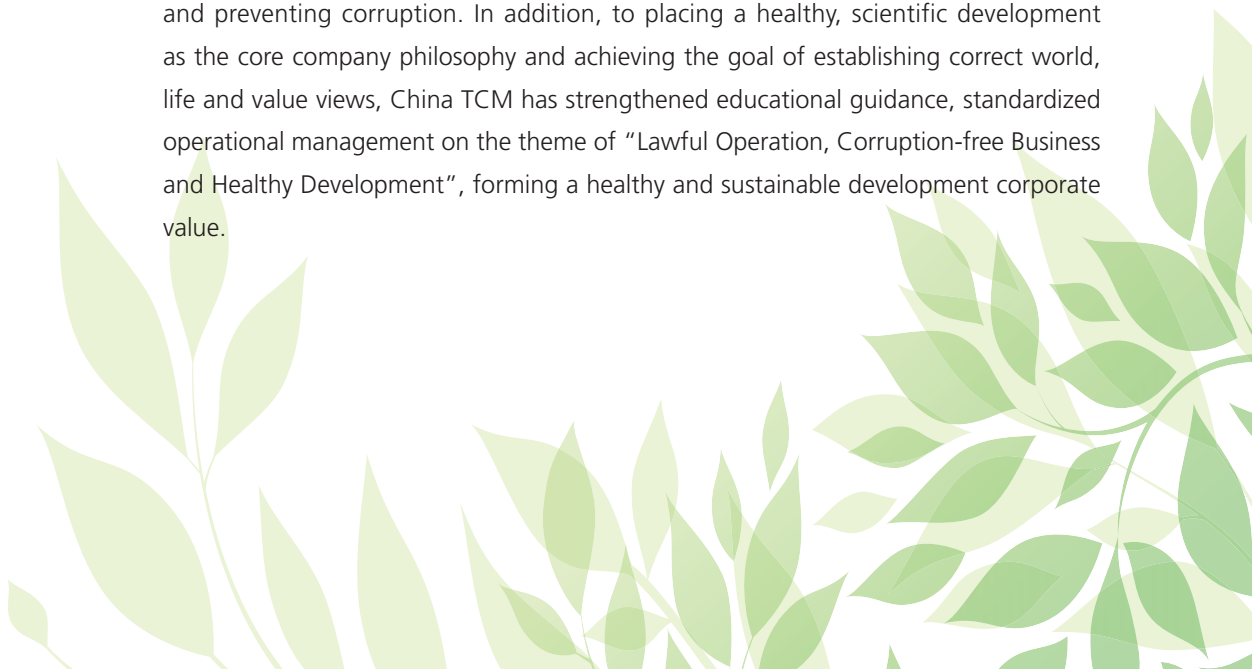 and preventing corruption. In addition, to placing a healthy, scientific development
as the core company philosophy and achieving the goal of establishing correct world,
life and value views, China TCM has strengthened educational guidance, standardized
operational management on the theme of “Lawful Operation, Corruption-free Business
and Healthy Development”, forming a healthy and sustainable development corporate
value.